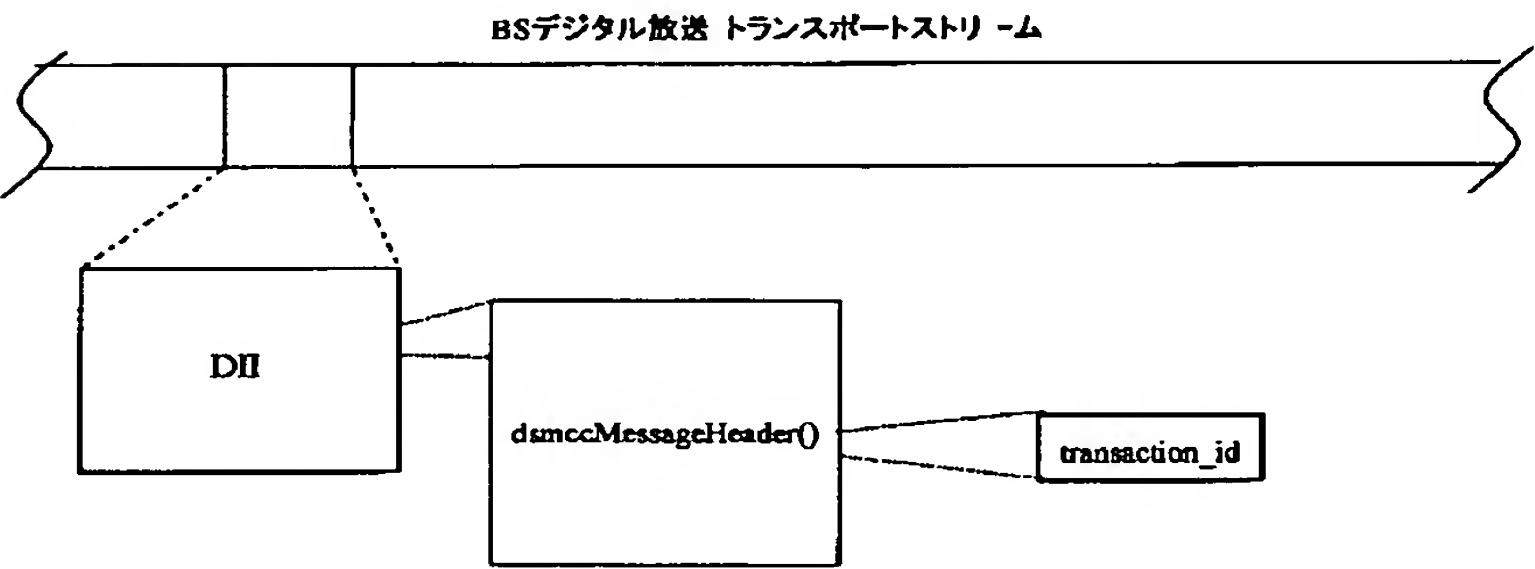 BSデジタル放送 トランスポートストリーム
DII
dsmccMessageHeader()
transaction_id